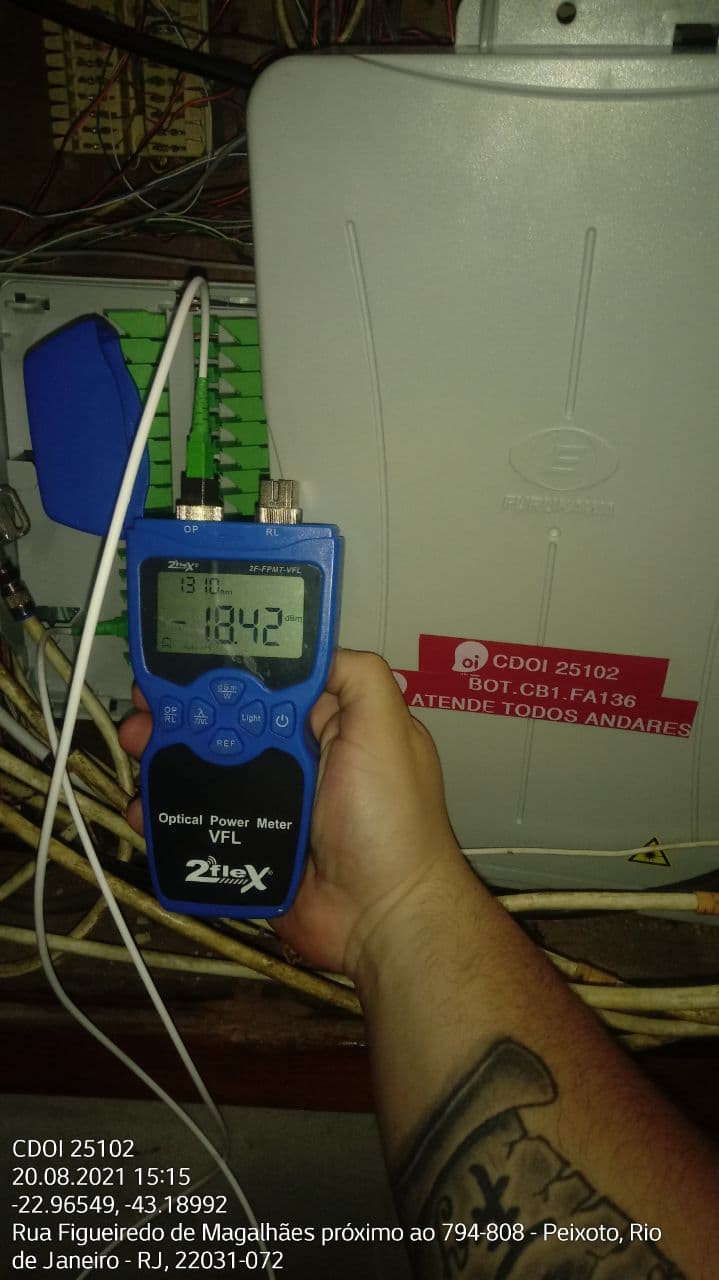 FURUKAWA
OP
RL
2flex
2F-FPMT-VFL
1310nm
-18.42 dBm
OP
RL
dBm
W
λ
Light
REF
Optical Power Meter
VFL
2fleX
oi CDOI 25102
BOT.CB1.FA136
ATENDE TODOS ANDARES
CDOI 25102
20.08.2021 15:15
-22.96549, -43.18992
Rua Figueiredo de Magalhães próximo ao 794-808 - Peixoto, Rio
de Janeiro - RJ, 22031-072